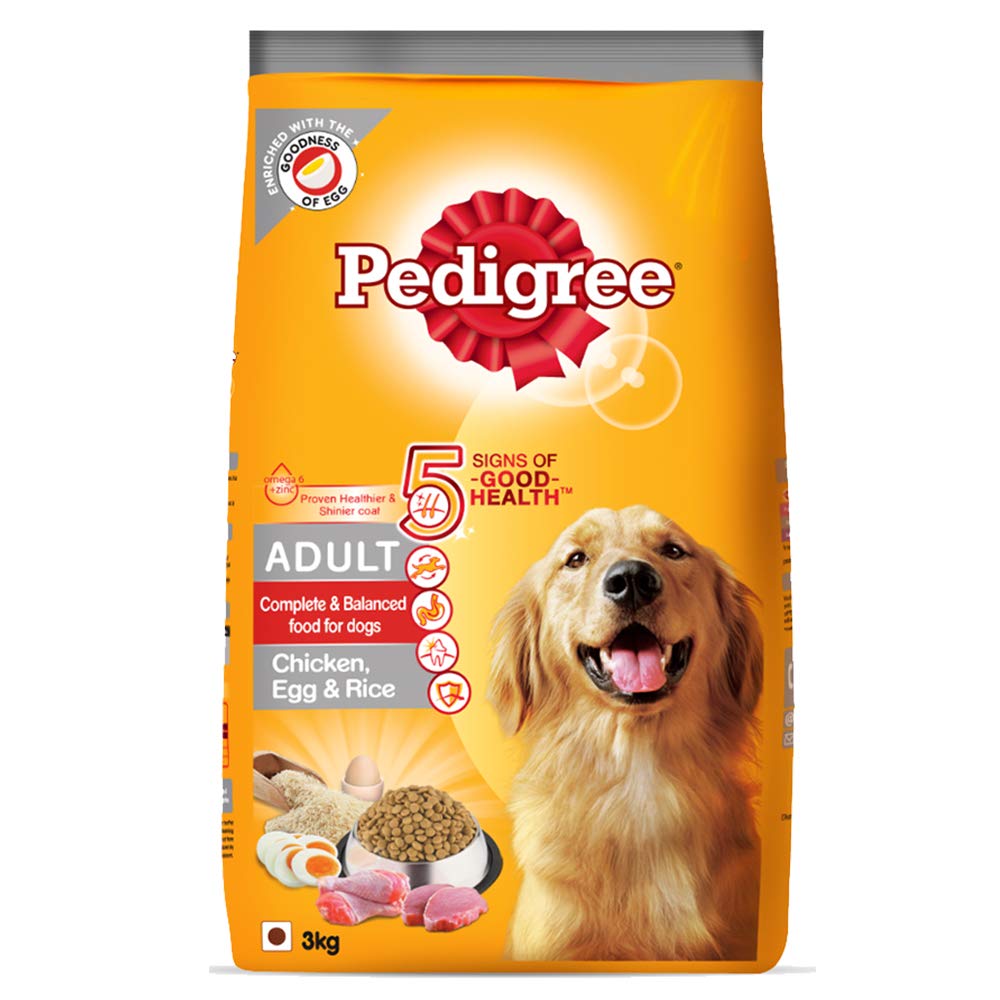 ENRICHED WITH THE
GOODNESS
OF EGG
Pedigree®
omega 6
+zinc
Proven Healthier &
Shinier coat
5 SIGNS OF
-GOOD-
HEALTH™
ADULT
Complete & Balanced
food for dogs
Chicken,
Egg & Rice
3kg